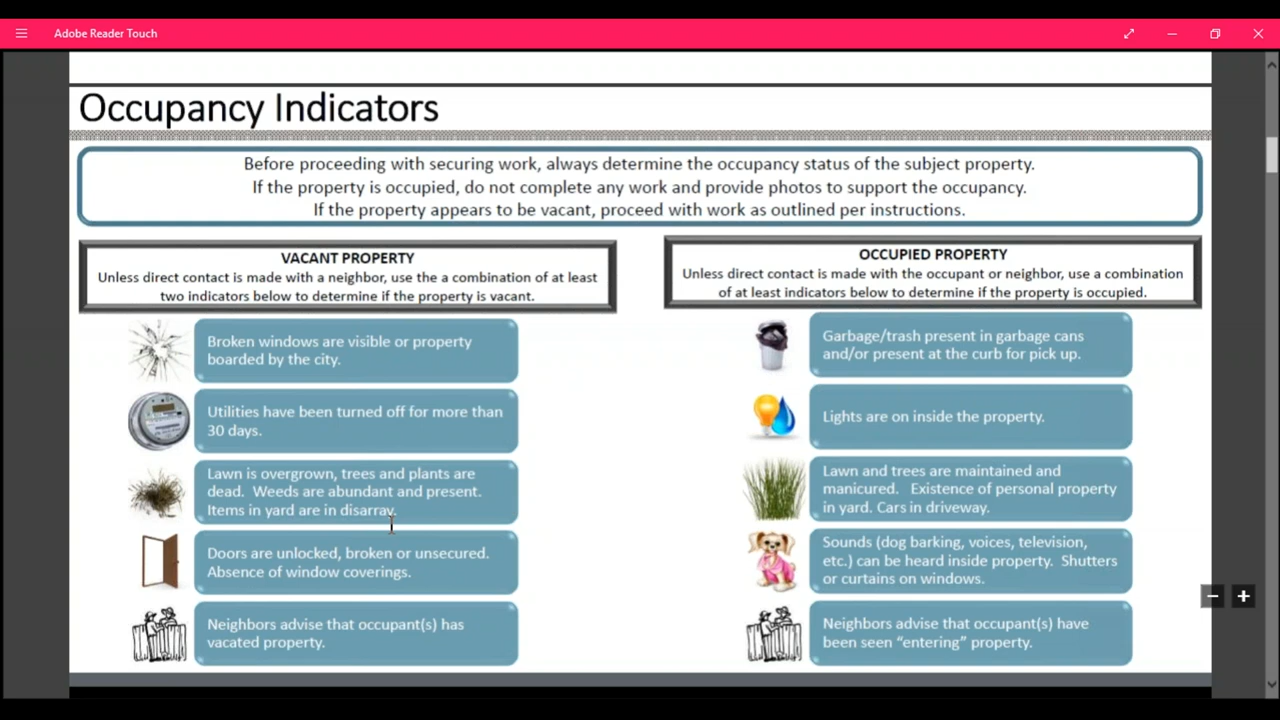 Adobe Reader Touch
Occupancy Indicators
Before proceeding with securing work, always determine the occupancy status of the subject property.
If the property is occupied, do not complete any work and provide photos to support the occupancy.
If the property appears to be vacant, proceed with work as outlined per instructions.
VACANT PROPERTY
Unless direct contact is made with a neighbor, use the a combination of at least
two indicators below to determine if the property is vacant.
Broken windows are visible or property
boarded by the city.
Utilities have been turned off for more than
30 days.
Lawn is overgrown, trees and plants are
dead. Weeds are abundant and present.
Items in yard are in disarray.
Doors are unlocked, broken or unsecured.
Absence of window coverings.
Neighbors advise that occupant(s) has
vacated property.
OCCUPIED PROPERTY
Unless direct contact is made with the occupant or neighbor, use a combination
of at least indicators below to determine if the property is occupied.
Garbage/trash present in garbage cans
and/or present at the curb for pick up.
Lights are on inside the property.
Lawn and trees are maintained and
manicured. Existence of personal property
in yard. Cars in driveway.
Sounds (dog barking, voices, television,
etc.) can be heard inside property. Shutters
or curtains on windows.
Neighbors advise that occupant(s) have
been seen “entering” property.